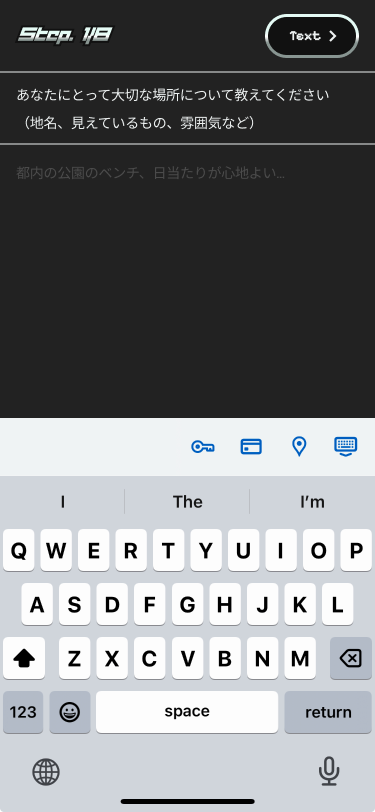 Step. 1/8
Text
あなたにとって大切な場所について教えてください
（地名、見えているもの、雰囲気など）
都内の公園のベンチ、日当たりが心地よい...
I The I'm
Q W E R T Y U I O P
A S D F G H J K L
Z X C V B N M
123 space return